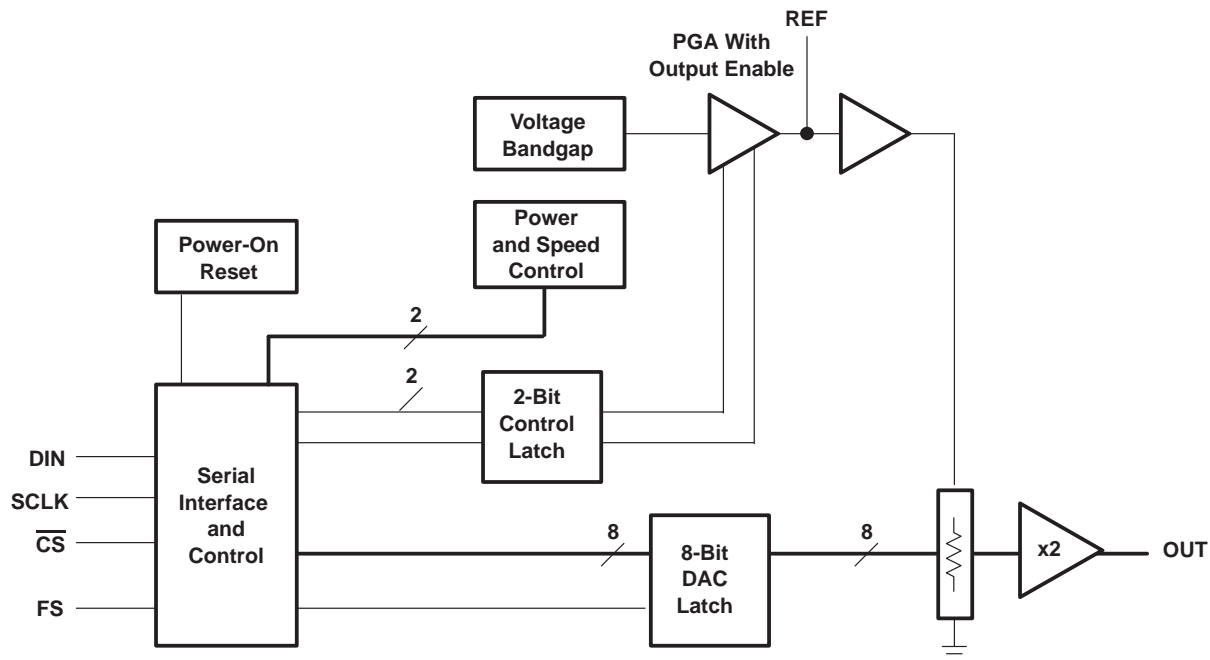 REF
PGA With
Output Enable
Voltage
Bandgap
Power
and Speed
Control
Power-On
Reset
2
2
2-Bit
Control
Latch
DIN
SCLK
CS
FS
Serial
Interface
and
Control
8
8-Bit
DAC
Latch
8
x2
OUT